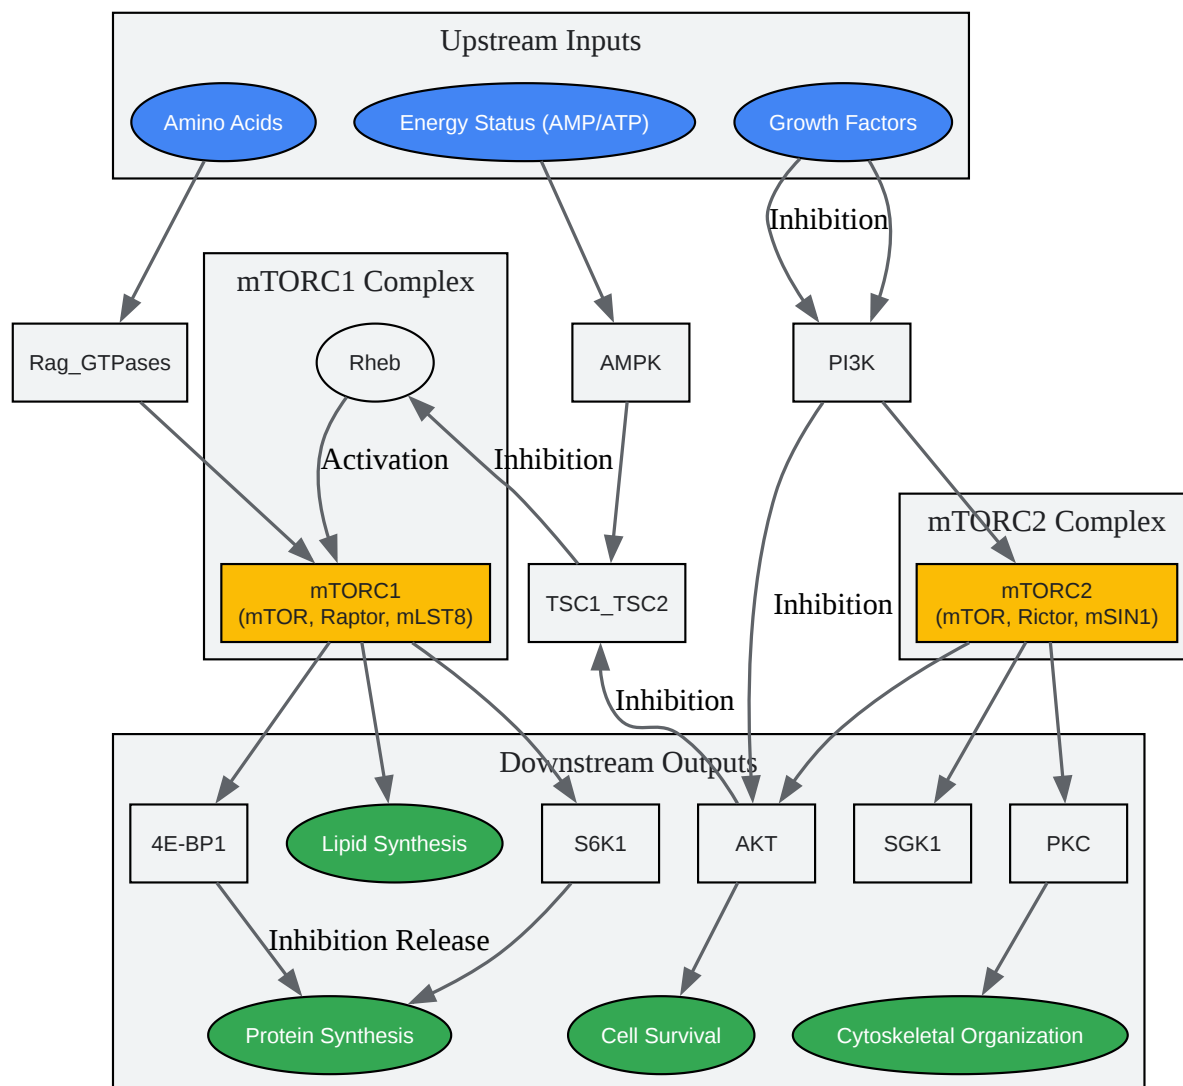 Upstream Inputs
Amino Acids
Energy Status (AMP/ATP)
Growth Factors
Inhibition
mTORC1 Complex
Rag_GTPases
Rheb
AMPK
PI3K
Activation
Inhibition
mTORC2 Complex
mTORC1
(mTOR, Raptor, mLST8)
TSC1_TSC2
Inhibition
mTORC2
(mTOR, Rictor, mSIN1)
Inhibition
Downstream Outputs
4E-BP1
Lipid Synthesis
S6K1
AKT
SGK1
PKC
Inhibition Release
Protein Synthesis
Cell Survival
Cytoskeletal Organization